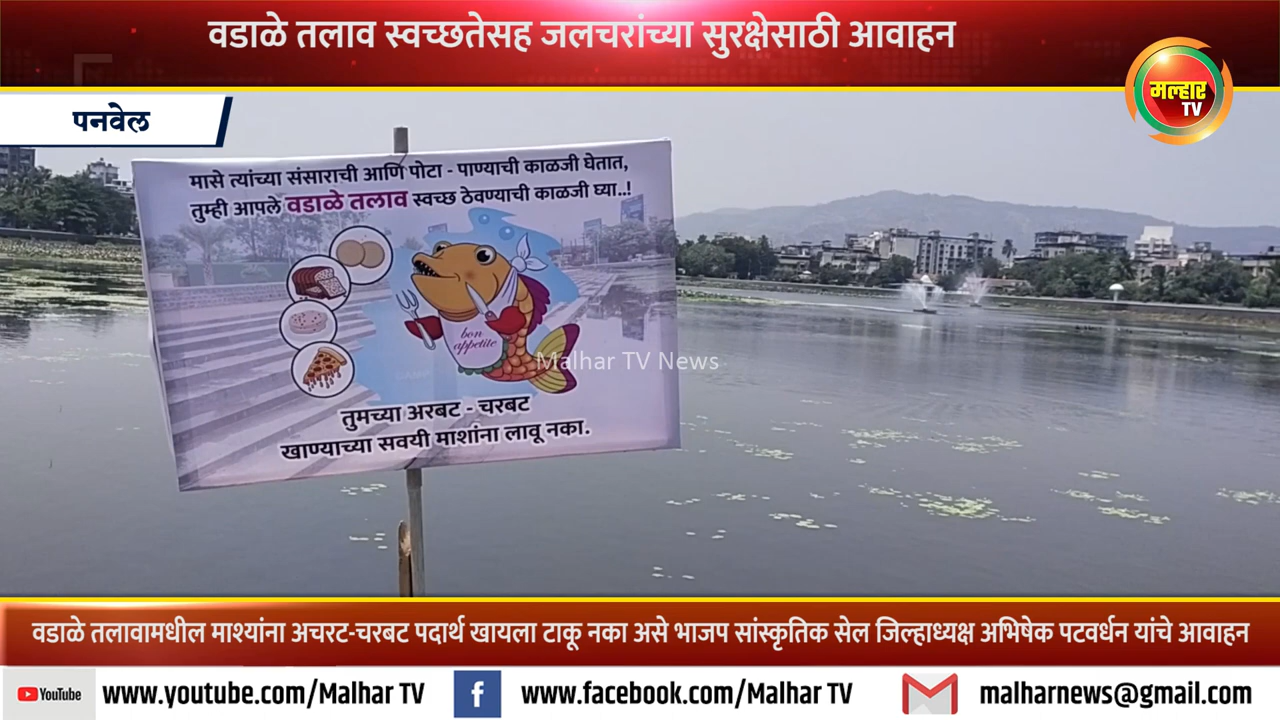 वडाळे तलाव स्वच्छतेसह जलचरांच्या सुरक्षेसाठी आवाहन
मल्हार
TV
पनवेल
मासे त्यांच्या संसाराची आणि पोटा - पाण्याची काळजी घेतात,
तुम्ही आपले वडाळे तलाव स्वच्छ ठेवण्याची काळजी घ्या..!
bon
appetite
Malhar TV News
तुमच्या अरबट - चरबट
खाण्याच्या सवयी माशांना लावू नका.
वडाळे तलावामधील माश्यांना अचरट-चरबट पदार्थ खायला टाकू नका असे भाजप सांस्कृतिक सेल जिल्हाध्यक्ष अभिषेक पटवर्धन यांचे आवाहन
YouTube www.youtube.com/Malhar TV f www.facebook.com/Malhar TV malharnews@gmail.com